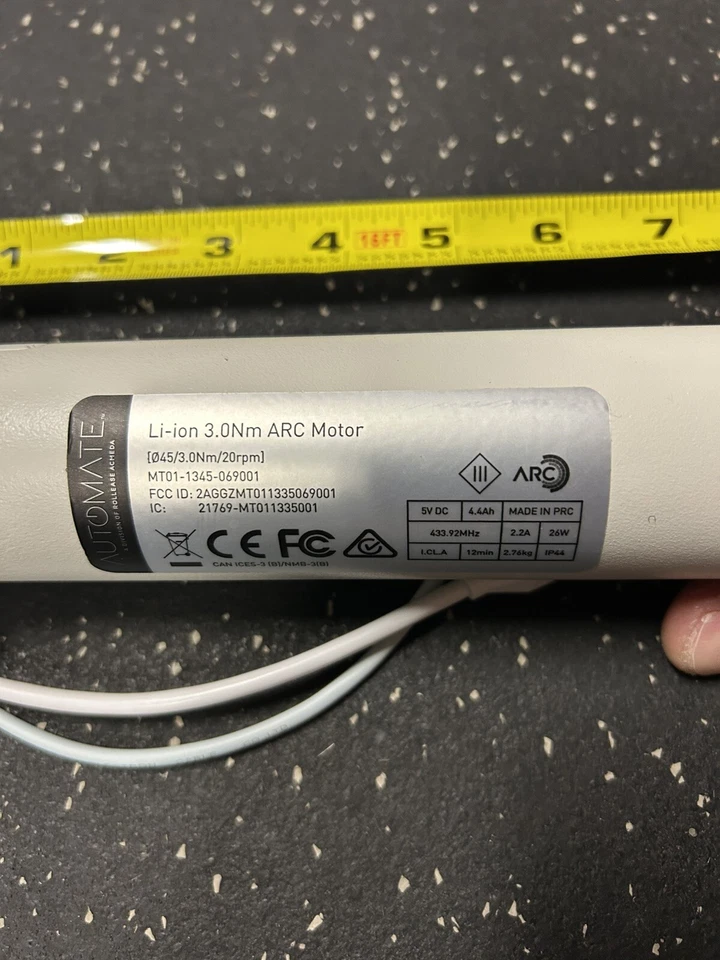 1 2 3 4 16FT 5 6 7
AUTOMATE
A DIVISION OF ROLLEASE ACMEDA
Li-ion 3.0Nm ARC Motor
[Ø45/3.0Nm/20rpm]
MT01-1345-069001
FCC ID: 2AGGZMT011335069001
IC: 21769-MT011335001
CE FC
CAN ICES-3 (B)/NMB-3(B)
III ARC
5V DC 4.4Ah MADE IN PRC
433.92MHz 2.2A 26W
I.CL.A 12min 2.76kg IP44